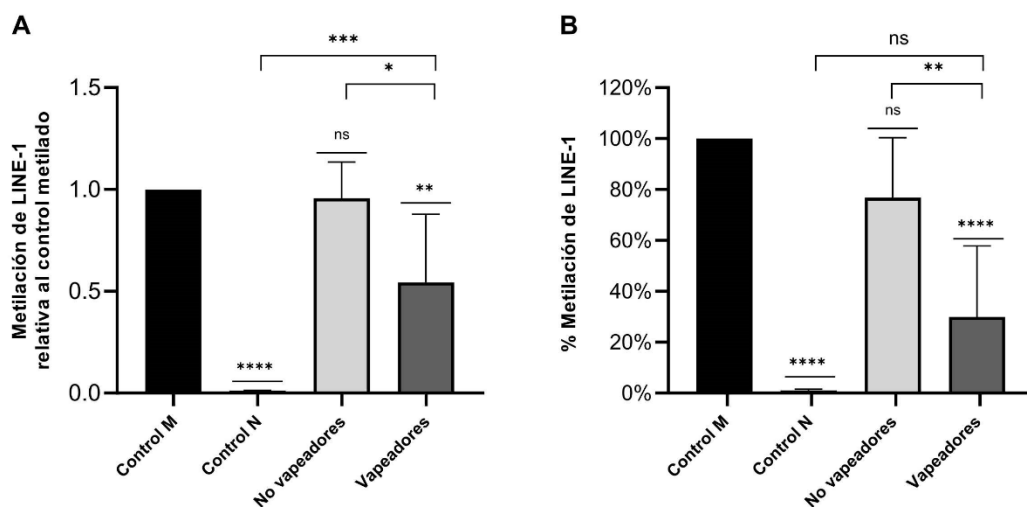 A
***
*
1.5
ns
**
1.0
0.5
****
0.0
Metilación de LINE-1
relativa al control metilado
Control M
Control N
No vapeadores
Vapeadores
B
ns
**
120%
ns
100%
80%
****
60%
40%
20%
****
0%
% Metilación de LINE-1
Control M
Control N
No vapeadores
Vapeadores